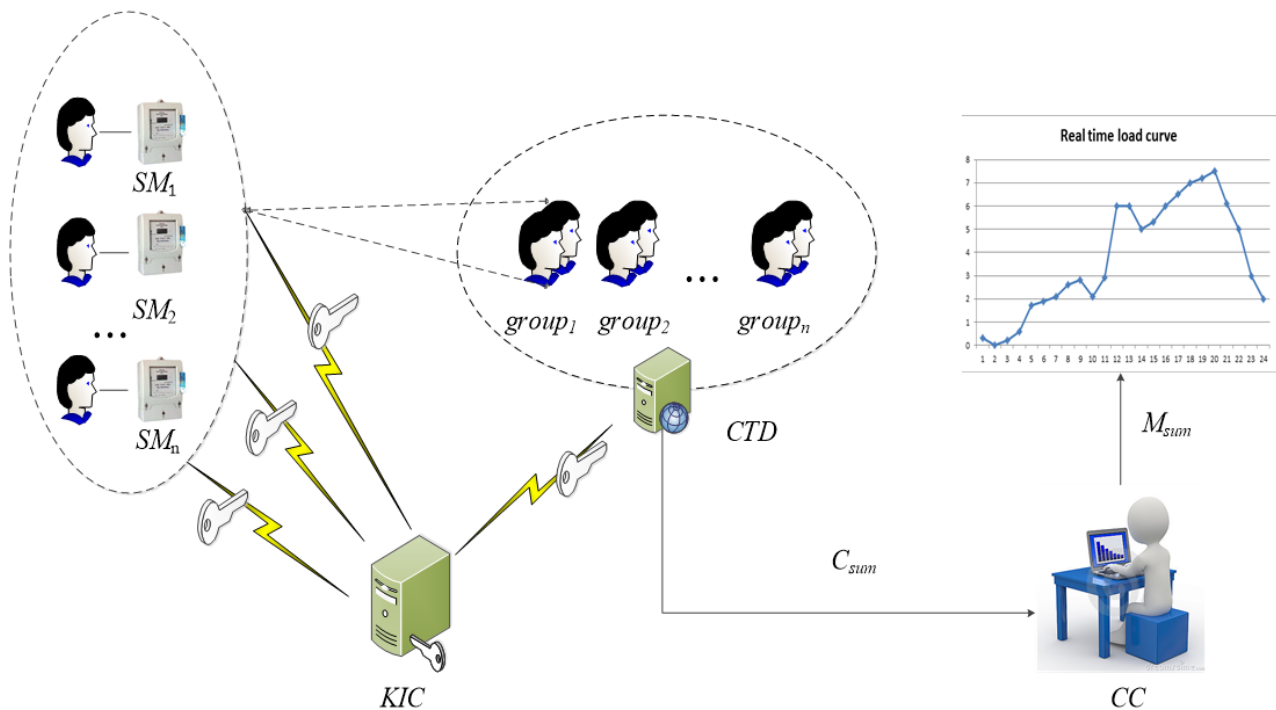 SM1
SM2
...
SMn
group1 group2 ... groupn
CTD
KIC
Csum
CC
Msum
Real time load curve
8
7
6
5
4
3
2
1
0
1 2 3 4 5 6 7 8 9 10 11 12 13 14 15 16 17 18 19 20 21 22 23 24